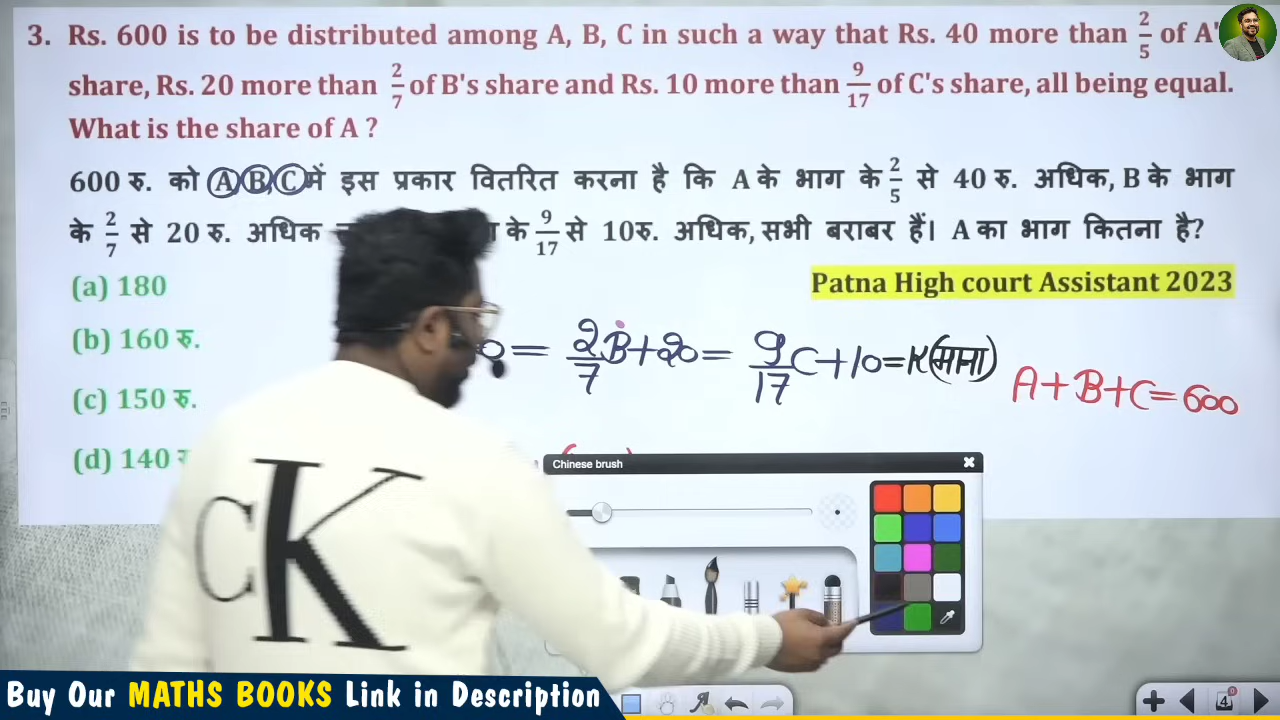 3. Rs. 600 is to be distributed among A, B, C in such a way that Rs. 40 more than 2/5 of A'
share, Rs. 20 more than 2/7 of B's share and Rs. 10 more than 9/17 of C's share, all being equal.
What is the share of A ?
600 रु. को A, B, C में इस प्रकार वितरित करना है कि A के भाग के 2/5 से 40 रु. अधिक, B के भाग
के 2/7 से 20 रु. अधिक के 9/17 से 10रु. अधिक, सभी बराबर हैं। A का भाग कितना है?
(a) 180
Patna High court Assistant 2023
(b) 160 रु.
0 = 2/7 B + 20 = 9/17 C + 10 = K (माना)
A + B + C = 600
(c) 150 रु.
(d) 140
Chinese brush
CK
4
Buy Our MATHS BOOKS Link in Description